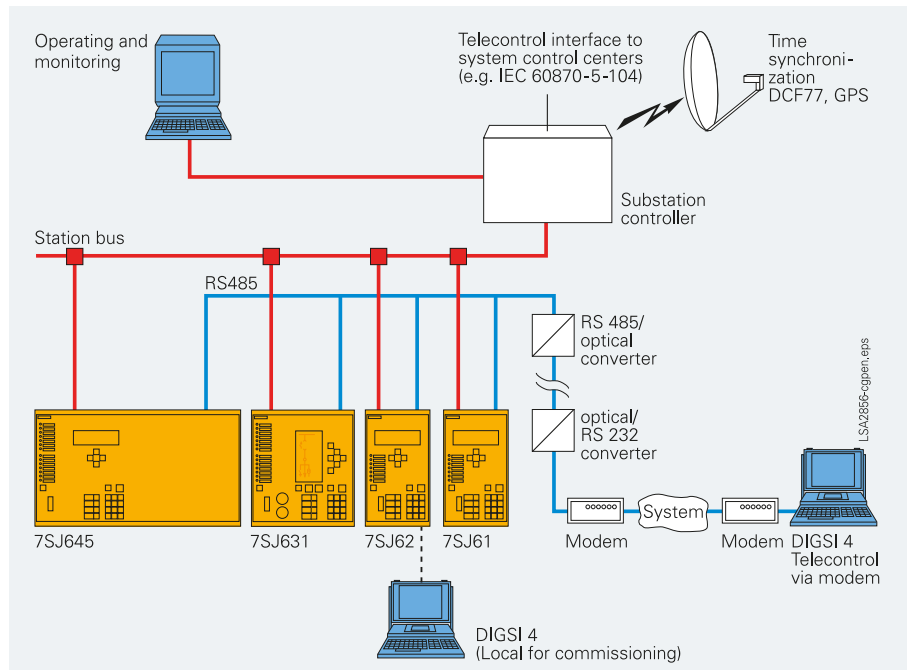 Operating and
monitoring
Telecontrol interface to
system control centers
(e.g. IEC 60870-5-104)
Time
synchroni-
zation
DCF77, GPS
Substation
controller
Station bus
RS485
RS 485/
optical
converter
optical/
RS 232
converter
LSA2856-cgpen.eps
7SJ645
7SJ631
7SJ62
7SJ61
Modem
System
Modem
DIGSI 4
Telecontrol
via modem
DIGSI 4
(Local for commissioning)